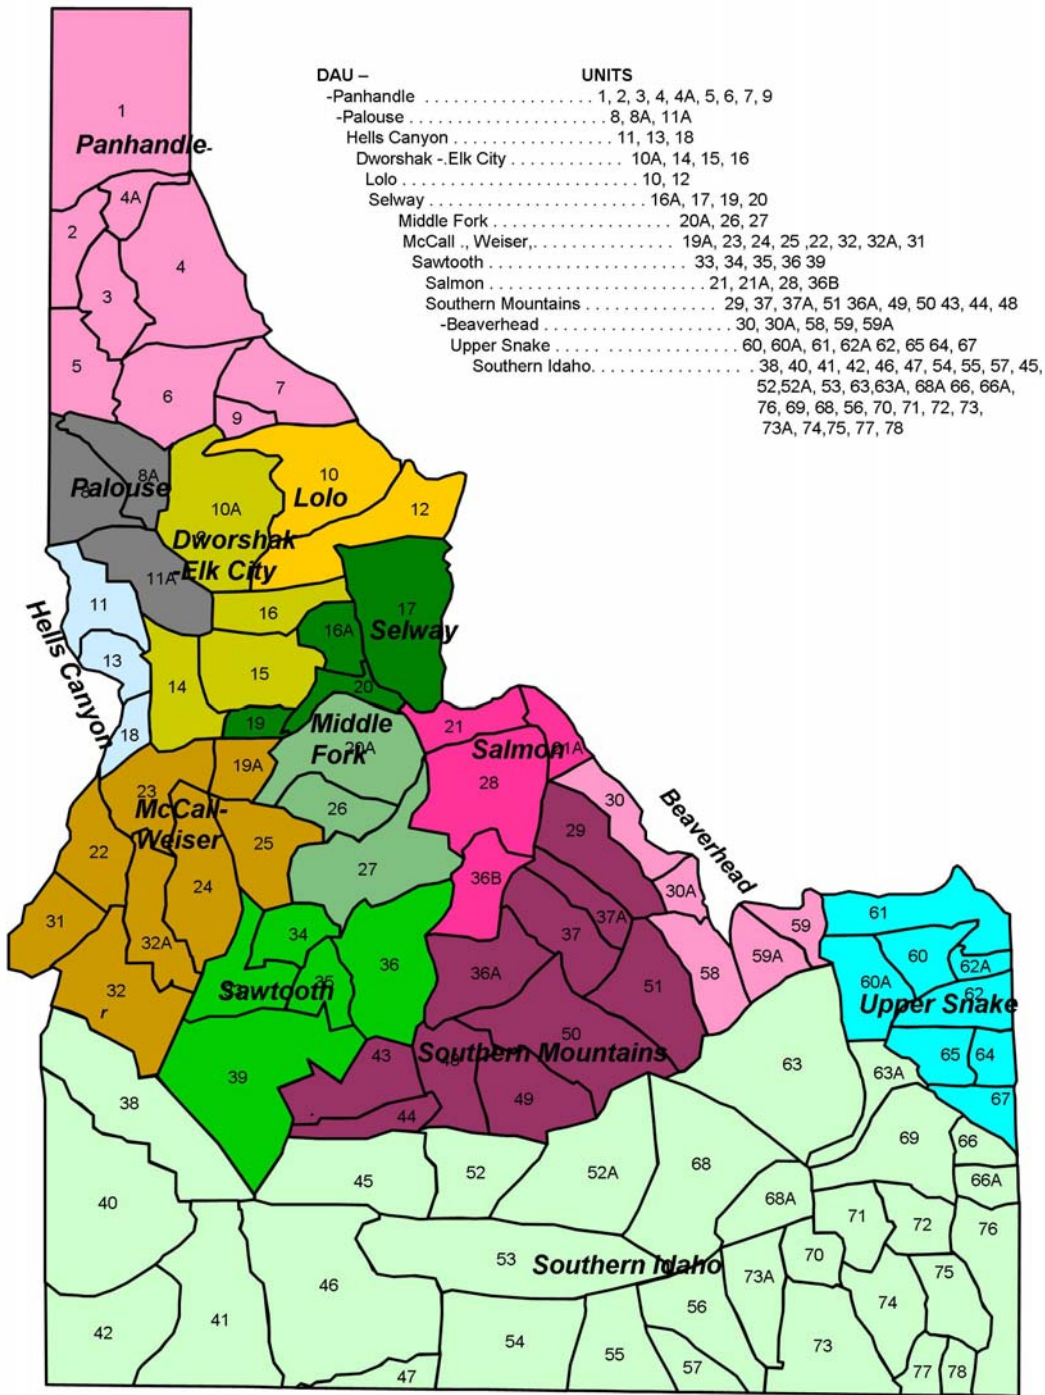 DAU – UNITS
-Panhandle . . . . . . . . . . . . . . . . . . 1, 2, 3, 4, 4A, 5, 6, 7, 9
-Palouse . . . . . . . . . . . . . . . . . . . . . 8, 8A, 11A
Hells Canyon . . . . . . . . . . . . . . . . . 11, 13, 18
Dworshak -.Elk City . . . . . . . . . . . . 10A, 14, 15, 16
Lolo . . . . . . . . . . . . . . . . . . . . . . . . . . 10, 12
Selway . . . . . . . . . . . . . . . . . . . . . . . 16A, 17, 19, 20
Middle Fork . . . . . . . . . . . . . . . . . . . 20A, 26, 27
McCall ., Weiser,. . . . . . . . . . . . . . . 19A, 23, 24, 25 ,22, 32, 32A, 31
Sawtooth . . . . . . . . . . . . . . . . . . . . . 33, 34, 35, 36 39
Salmon . . . . . . . . . . . . . . . . . . . . . . . 21, 21A, 28, 36B
Southern Mountains . . . . . . . . . . . . . 29, 37, 37A, 51 36A, 49, 50 43, 44, 48
-Beaverhead . . . . . . . . . . . . . . . . . . . . 30, 30A, 58, 59, 59A
Upper Snake . . . . . . . . . . . . . . . . . . . 60, 60A, 61, 62A 62, 65 64, 67
Southern Idaho. . . . . . . . . . . . . . . . . . 38, 40, 41, 42, 46, 47, 54, 55, 57, 45,
52,52A, 53, 63,63A, 68A 66, 66A,
76, 69, 68, 56, 70, 71, 72, 73,
73A, 74,75, 77, 78
1
Panhandle-
4A
2
4
3
5
7
6
9
8A
10
Palouse
Lolo
10A
12
Dworshak
-Elk City
11A
11
16
17
16A
Selway
Hells Canyon
13
15
14
20
19
18
21
Middle
Fork
20A
Salmon
21A
19A
28
23
30
26
McCall-
Weiser
29
Beaverhead
25
22
27
36B
24
30A
37A
31
59
61
34
37
32A
60
59A
36
62A
36A
58
35
60A
51
32
Sawtooth
62
Upper Snake
r
50
43
Southern Mountains
48
65
64
63
63A
39
49
67
38
44
69
66
68
52A
52
45
66A
68A
40
71
72
76
70
53
Southern Idaho
75
73A
46
74
56
41
42
54
73
55
57
77
78
47